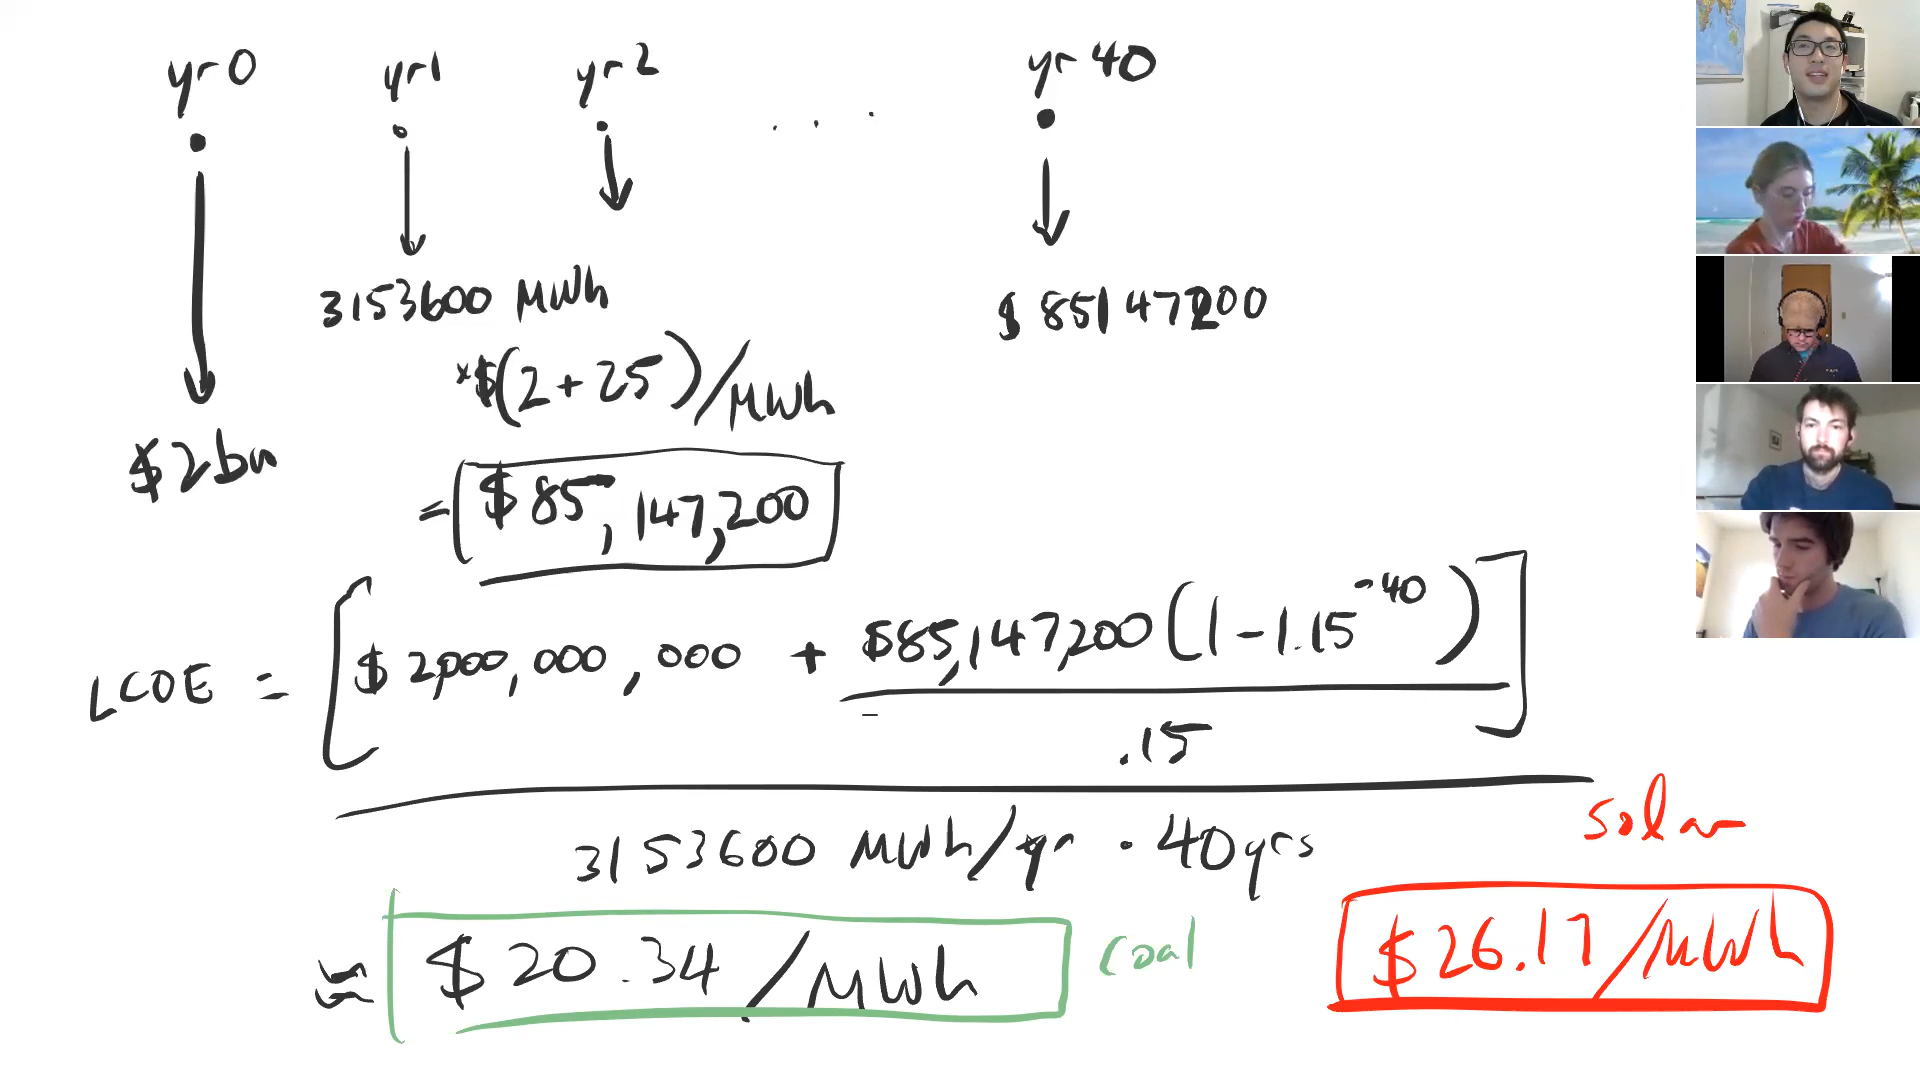 yr 0 yr 1 yr 2 . . . yr 40
3153600 MWh
$ 85147200
*$(2 + 25)/MWh
$2bn
= $85,147,200
LCOE = [$2,000,000,000 + $85,147,200(1 - 1.15^-40)]
.15
3153600 MWh/yr · 40yrs
solar
≈ $20.34/MWh coal $26.17/MWh